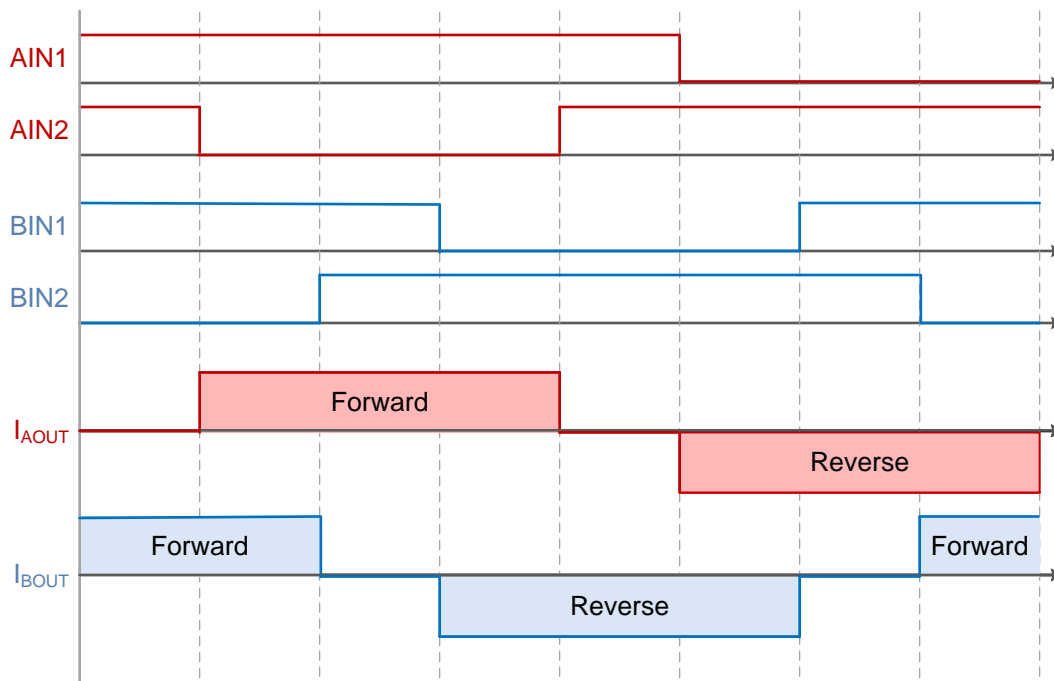 AIN1
AIN2
BIN1
BIN2
Forward
IAOUT
Reverse
Forward
Forward
IBOUT
Reverse